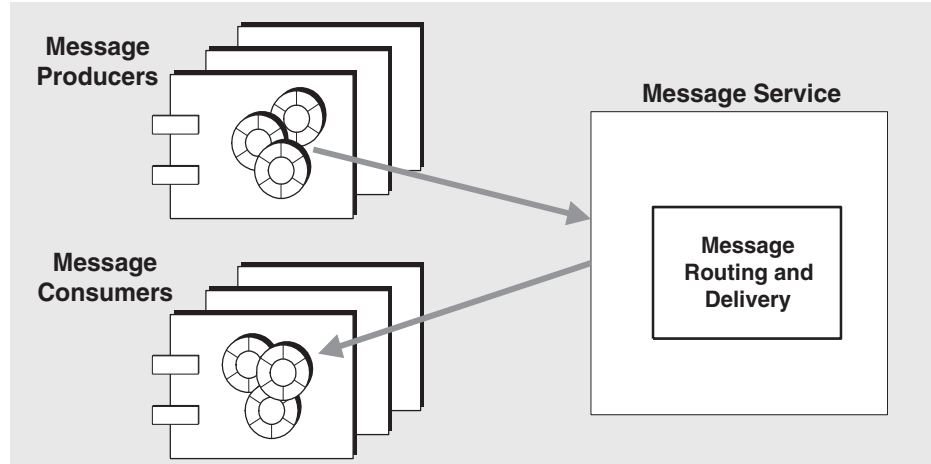 Message
Producers
Message Service
Message
Routing and
Delivery
Message
Consumers